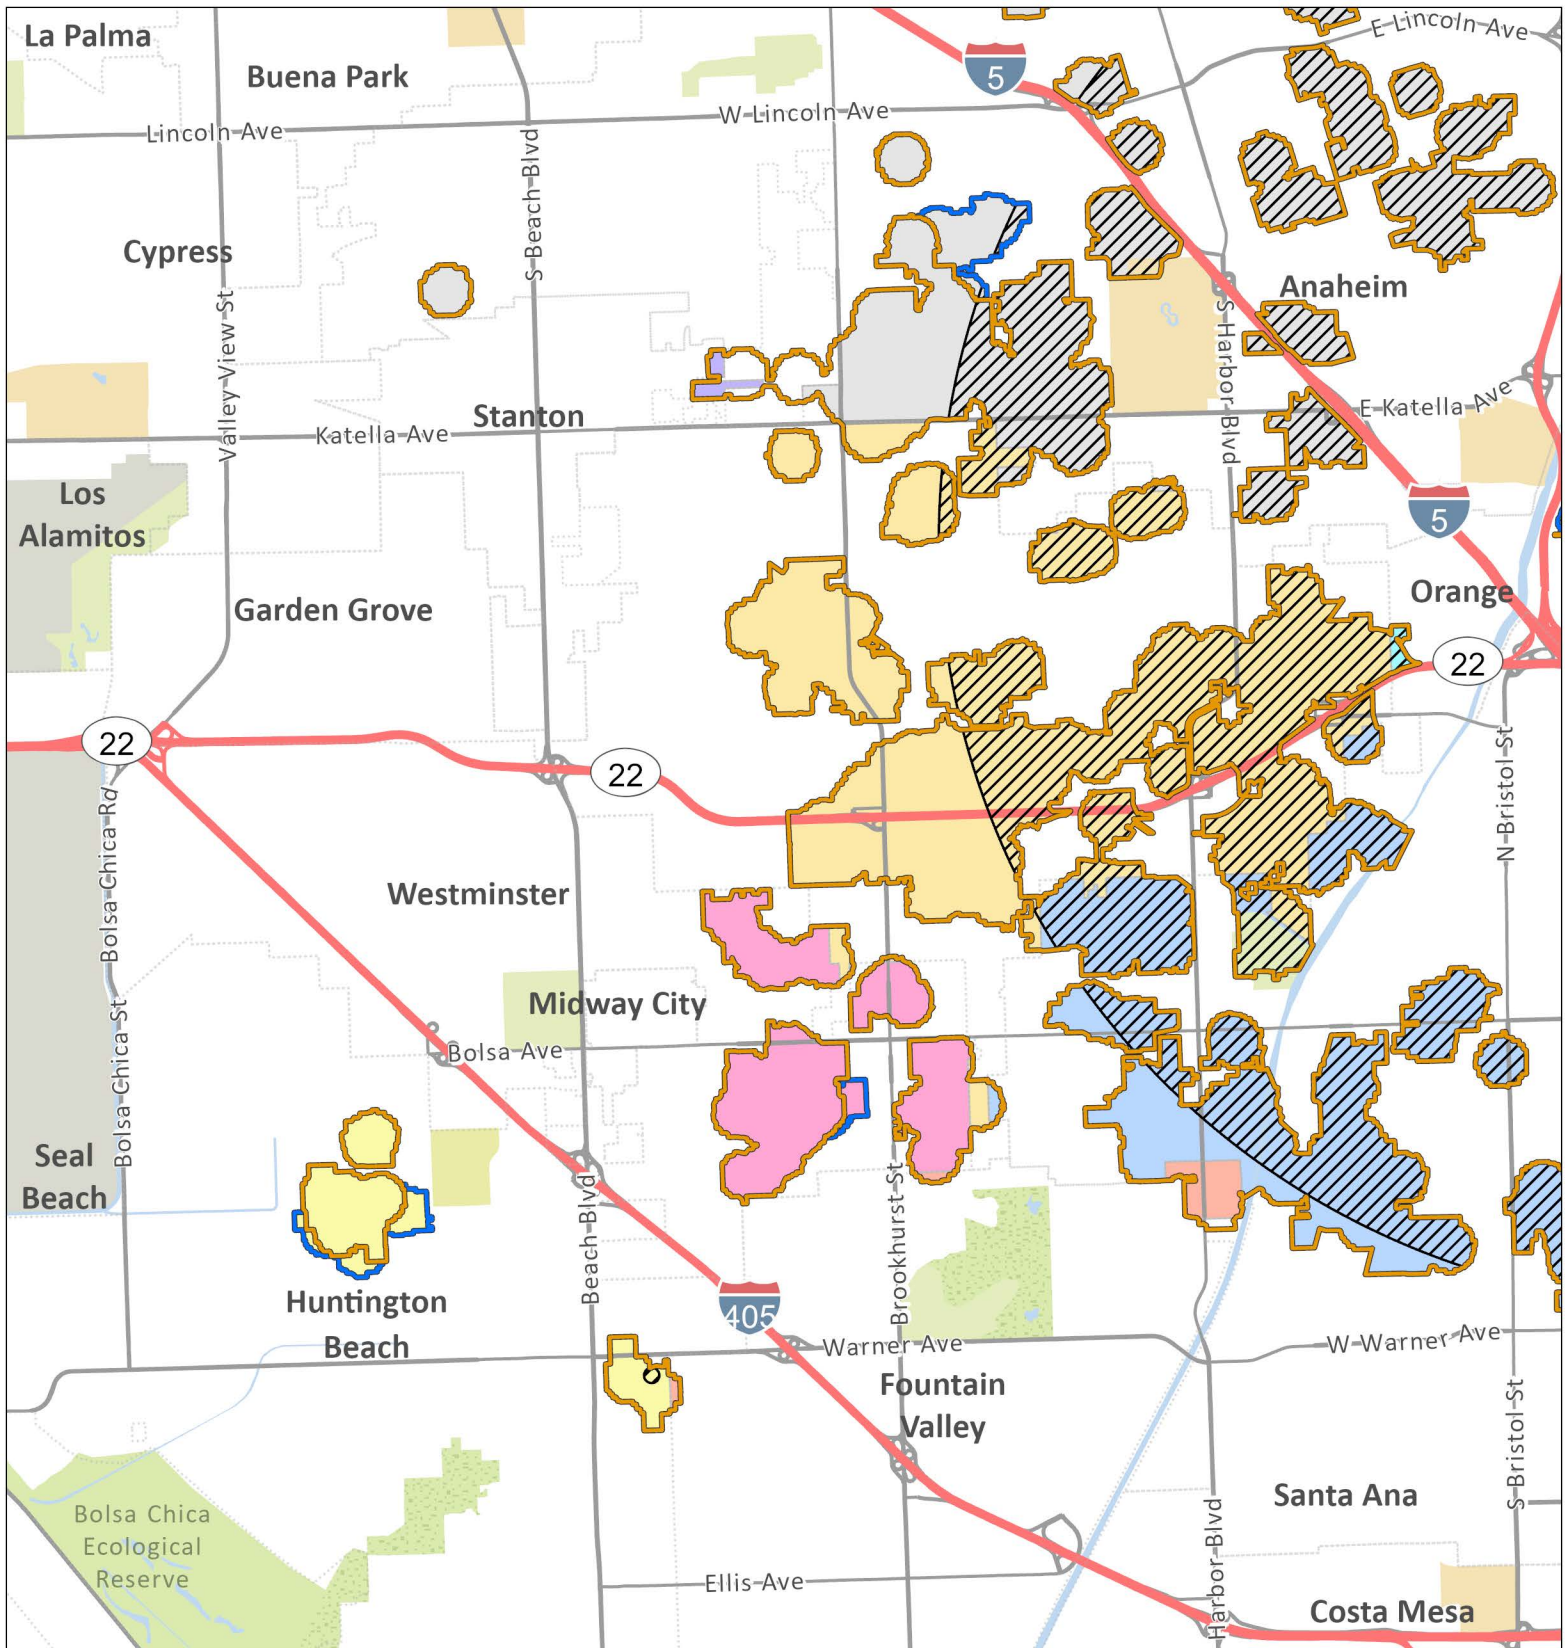 La Palma
Buena Park
E Lincoln Ave
5
W Lincoln Ave
Lincoln Ave
S Beach Blvd
Cypress
Anaheim
Valley View St
S Harbor Blvd
Stanton
E Katella Ave
Katella Ave
Los
Alamitos
5
Orange
Garden Grove
22
22
22
N Bristol St
Bolsa Chica Rd
Westminster
Midway City
Bolsa Ave
Bolsa Chica St
Seal
Beach
Beach Blvd
Brookhurst St
Huntington
Beach
405
Warner Ave
W Warner Ave
Fountain
Valley
S Bristol St
Santa Ana
Bolsa Chica
Ecological
Reserve
Harbor Blvd
Ellis Ave
Costa Mesa